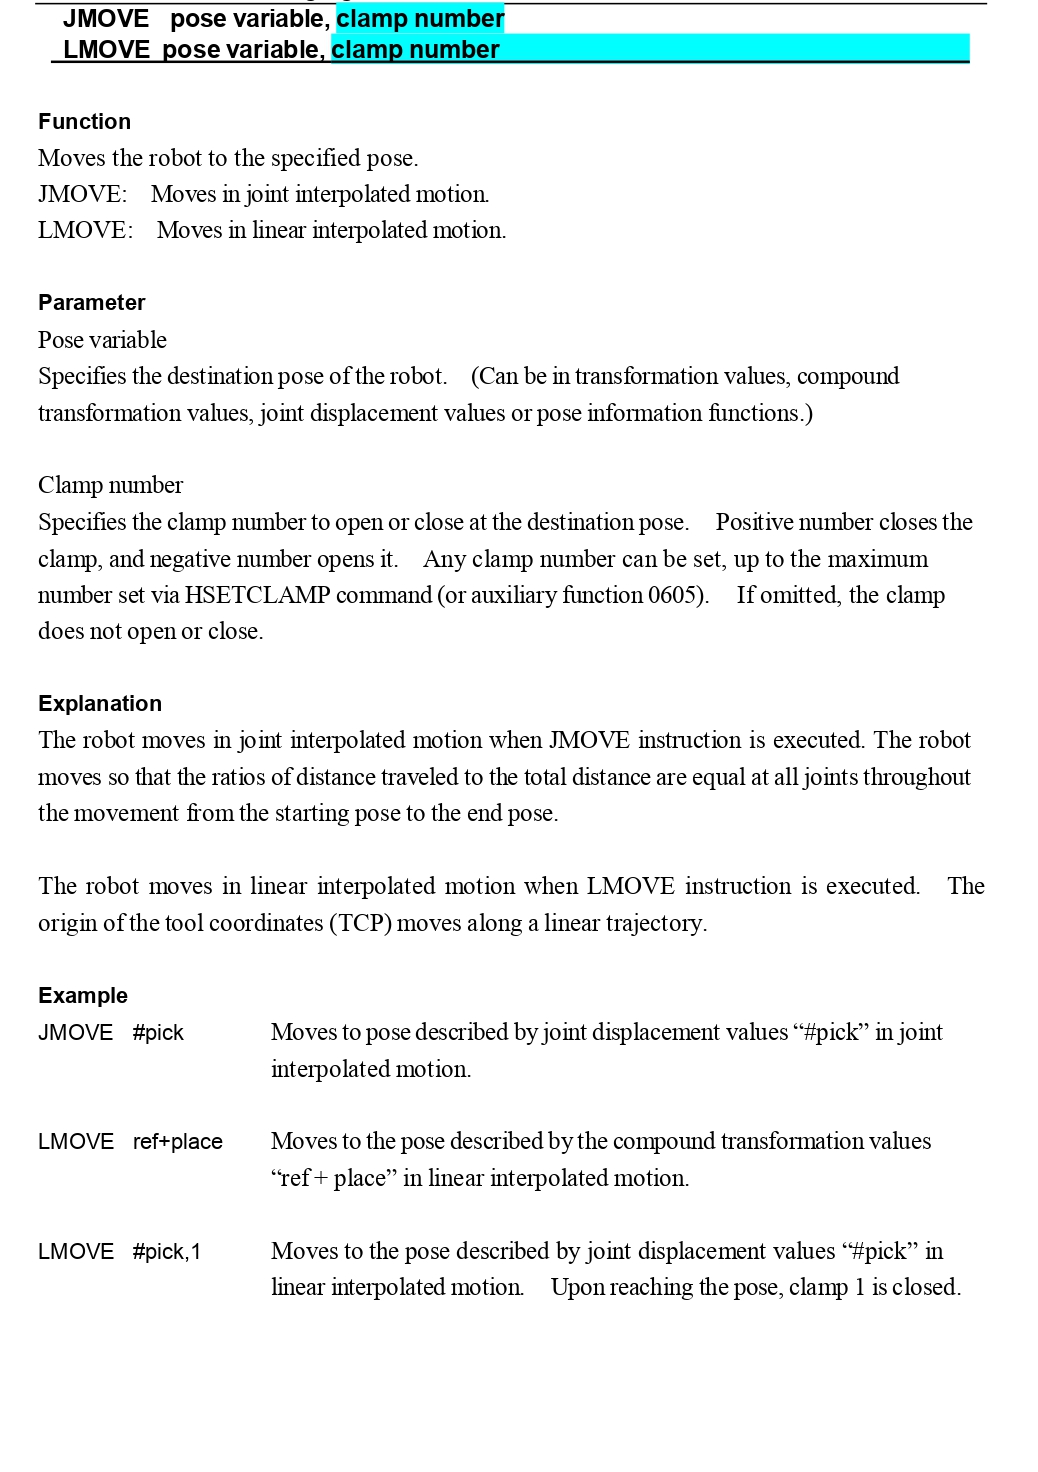 JMOVE pose variable, clamp number
LMOVE pose variable, clamp number
Function
Moves the robot to the specified pose.
JMOVE: Moves in joint interpolated motion.
LMOVE: Moves in linear interpolated motion.
Parameter
Pose variable
Specifies the destination pose of the robot. (Can be in transformation values, compound
transformation values, joint displacement values or pose information functions.)
Clamp number
Specifies the clamp number to open or close at the destination pose. Positive number closes the
clamp, and negative number opens it. Any clamp number can be set, up to the maximum
number set via HSETCLAMP command (or auxiliary function 0605). If omitted, the clamp
does not open or close.
Explanation
The robot moves in joint interpolated motion when JMOVE instruction is executed. The robot
moves so that the ratios of distance traveled to the total distance are equal at all joints throughout
the movement from the starting pose to the end pose.
The robot moves in linear interpolated motion when LMOVE instruction is executed. The
origin of the tool coordinates (TCP) moves along a linear trajectory.
Example
JMOVE #pick Moves to pose described by joint displacement values “#pick” in joint
interpolated motion.
LMOVE ref+place Moves to the pose described by the compound transformation values
“ref + place” in linear interpolated motion.
LMOVE #pick,1 Moves to the pose described by joint displacement values “#pick” in
linear interpolated motion. Upon reaching the pose, clamp 1 is closed.